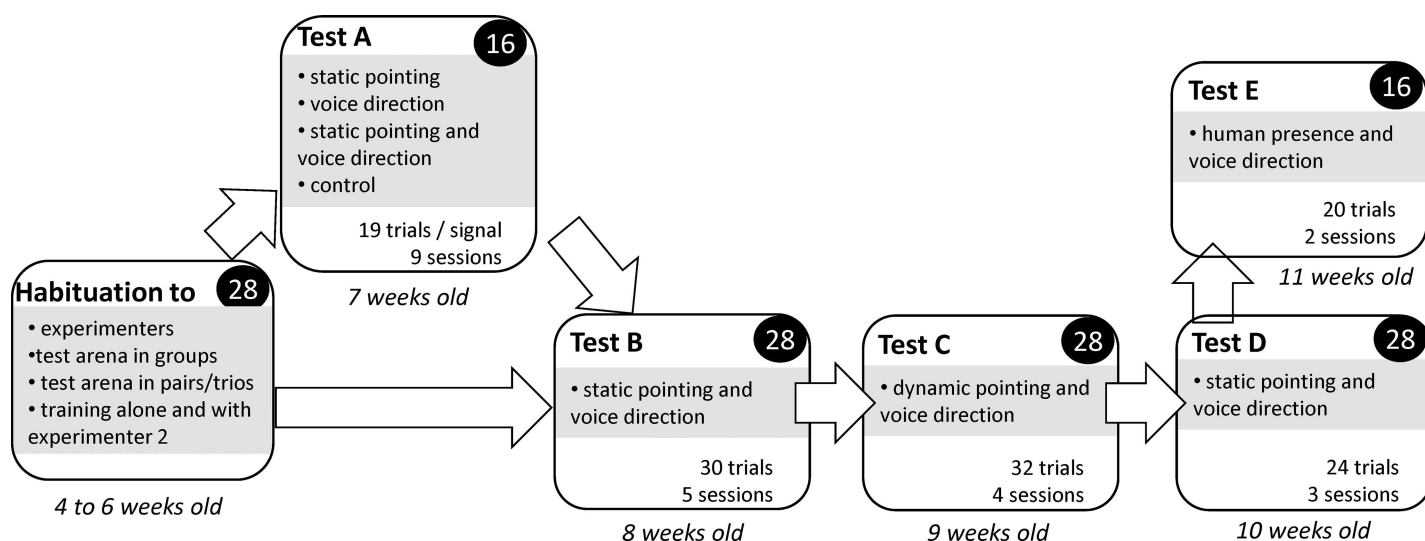 Habituation to
28
• experimenters
•test arena in groups
• test arena in pairs/trios
• training alone and with
experimenter 2
4 to 6 weeks old
Test A
16
• static pointing
• voice direction
• static pointing and
voice direction
• control
19 trials / signal
9 sessions
7 weeks old
Test B
28
• static pointing and
voice direction
30 trials
5 sessions
8 weeks old
Test C
28
• dynamic pointing and
voice direction
32 trials
4 sessions
9 weeks old
Test D
28
• static pointing and
voice direction
24 trials
3 sessions
10 weeks old
Test E
16
• human presence and
voice direction
20 trials
2 sessions
11 weeks old